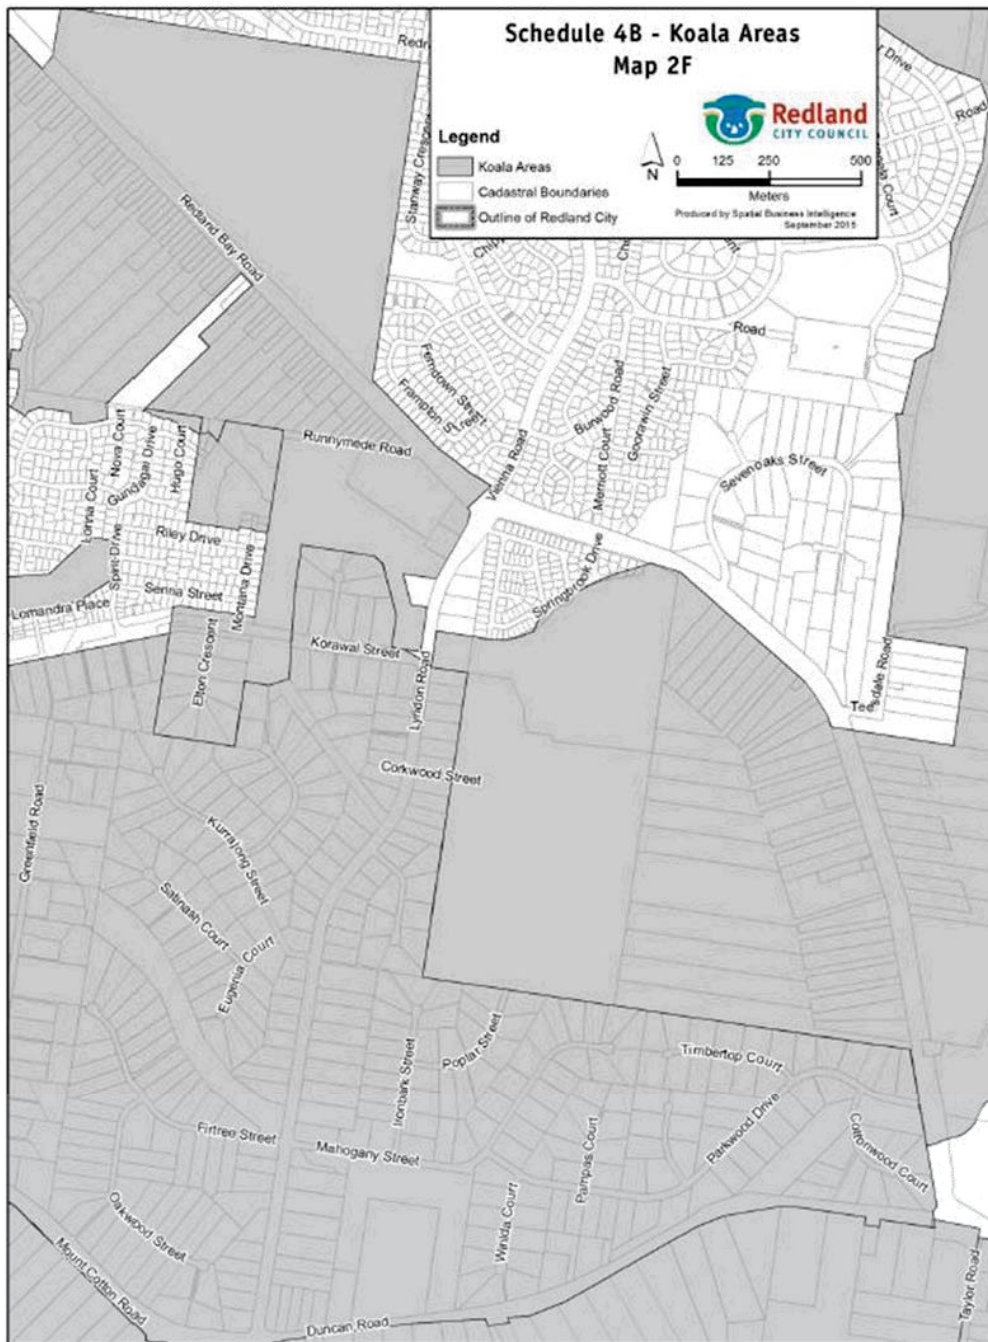 Schedule 4B - Koala Areas
Map 2F
Redland
CITY COUNCIL
Legend
Koala Areas
Cadastral Boundaries
Outline of Redland City
N
0 125 250 500
Meters
Produced by Spatial Business Intelligence
September 2015
Drive
Road
Stanway Crescent
Redland Bay Road
Road
Ferndown Street
Frampton Street
Burwood Road
Merriott Court
Goorawin Street
Vienna Road
Sevenoaks Street
Runnymede Road
Nova Court
Gundagai Drive
Hugo Court
Lorina Court
Riley Drive
Spirit Drive
Senna Street
Montana Drive
Lomandra Place
Springbrook Drive
Elton Crescent
Korawal Street
Lyndon Road
Teesdale Road
Corkwood Street
Greenfield Road
Kurrajong Street
Satinash Court
Eugenia Court
Ironbark Street
Poplar Street
Timbertop Court
Parkwood Drive
Cottonwood Court
Firtree Street
Mahogany Street
Pampas Court
Winlda Court
Oakwood Street
Mount Cotton Road
Duncan Road
Taylor Road